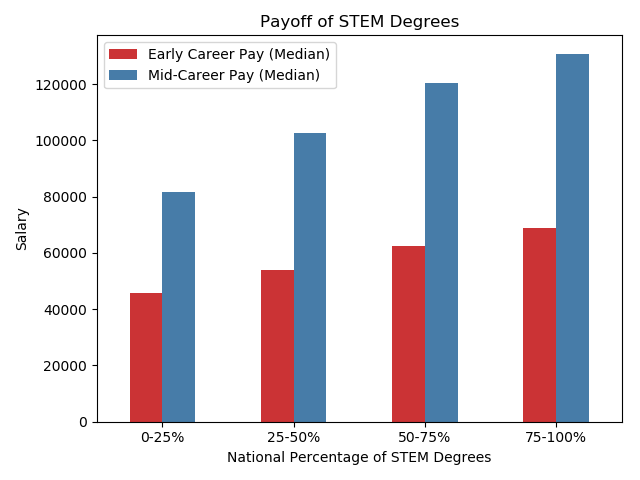 Payoff of STEM Degrees
Early Career Pay (Median)
Mid-Career Pay (Median)
120000
100000
80000
60000
40000
20000
0
Salary
0-25%
25-50%
50-75%
75-100%
National Percentage of STEM Degrees